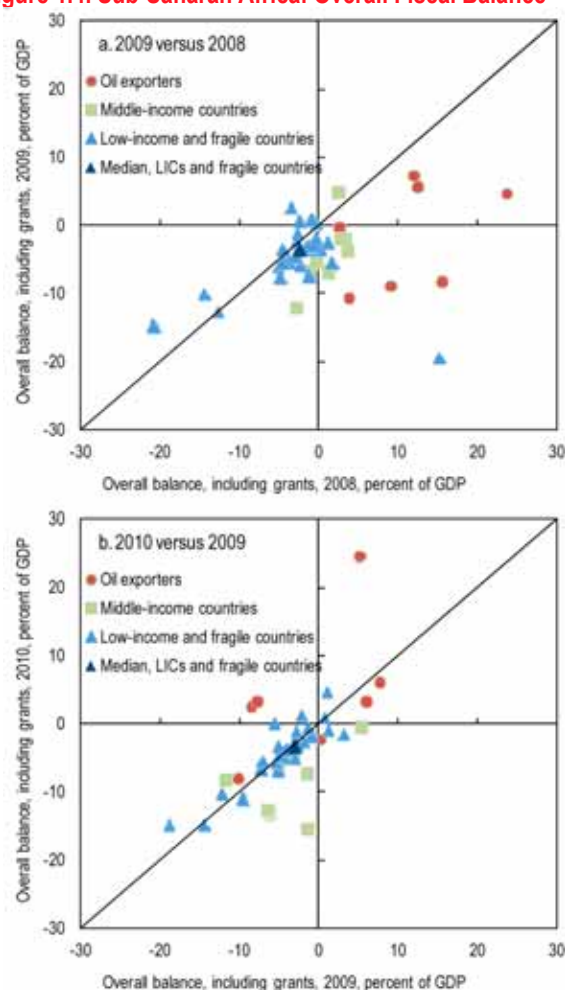 Sub-Saharan Africa: Overall Fiscal Balance
a. 2009 versus 2008
Oil exporters
Middle-income countries
Low-income and fragile countries
Median, LICs and fragile countries
Overall balance, including grants, 2009, percent of GDP
30
20
10
0
-10
-20
-30
-30 -20 -10 0 10 20 30
Overall balance, including grants, 2008, percent of GDP
b. 2010 versus 2009
Oil exporters
Middle-income countries
Low-income and fragile countries
Median, LICs and fragile countries
Overall balance, including grants, 2010, percent of GDP
30
20
10
0
-10
-20
-30
-30 -20 -10 0 10 20 30
Overall balance, including grants, 2009, percent of GDP